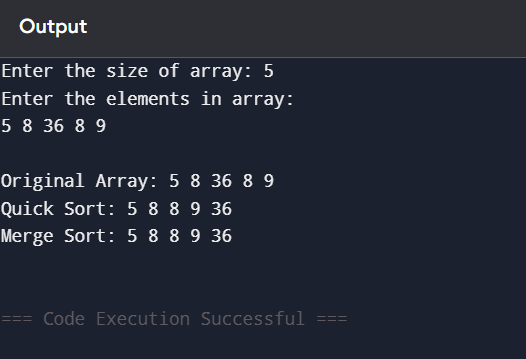 Output
Enter the size of array: 5
Enter the elements in array:
5 8 36 8 9
Original Array: 5 8 36 8 9
Quick Sort: 5 8 8 9 36
Merge Sort: 5 8 8 9 36
=== Code Execution Successful ===